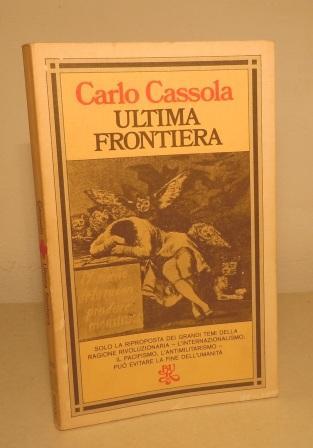 Carlo Cassola
ULTIMA
FRONTIERA
SOLO LA RIPROPOSTA DEI GRANDI TEMI DELLA
RAGIONE RIVOLUZIONARIA – L'INTERNAZIONALISMO,
IL PACIFISMO, L'ANTIMILITARISMO –
PUÒ EVITARE LA FINE DELL'UMANITÀ
BUR